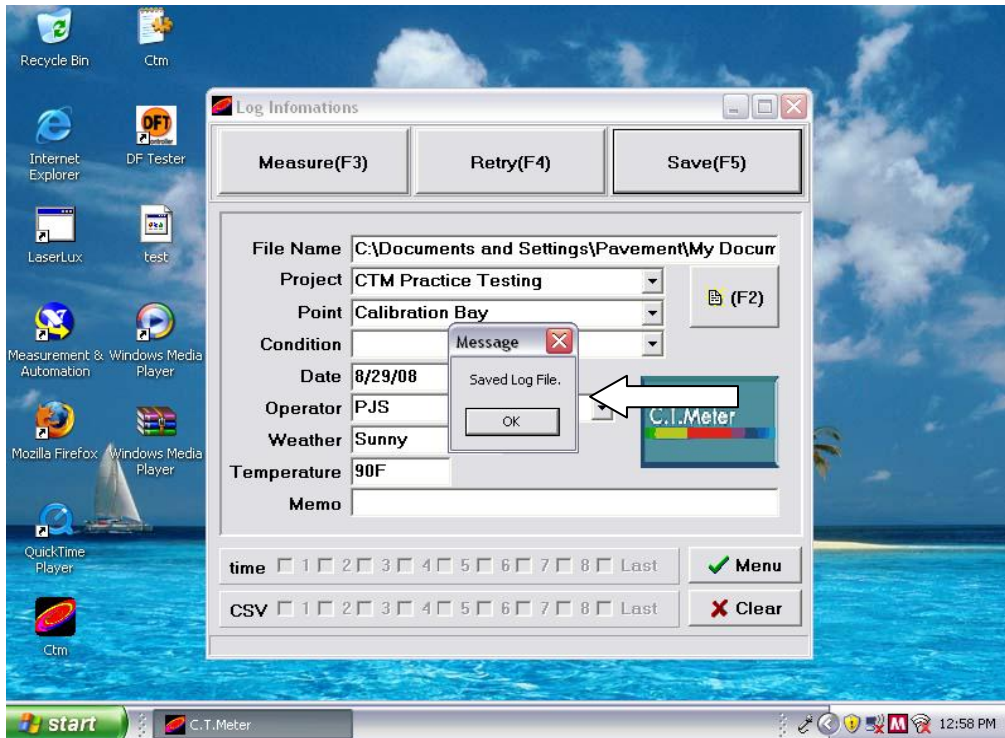 Recycle Bin
Ctm
Internet Explorer
DFT
Controller
DF Tester
LaserLux
test
Measurement & Automation
Windows Media Player
Mozilla Firefox
Windows Media Player
QuickTime Player
Ctm
Log Infomations
Measure(F3)
Retry(F4)
Save(F5)
File Name C:\Documents and Settings\Pavement\My Docum
Project CTM Practice Testing
(F2)
Point Calibration Bay
Condition
Message
Saved Log File.
OK
Date 8/29/08
Operator PJS
C.T.Meter
Weather Sunny
Temperature 90F
Memo
time 1 2 3 4 5 6 7 8 Last
Menu
CSV 1 2 3 4 5 6 7 8 Last
Clear
start
C.T.Meter
12:58 PM